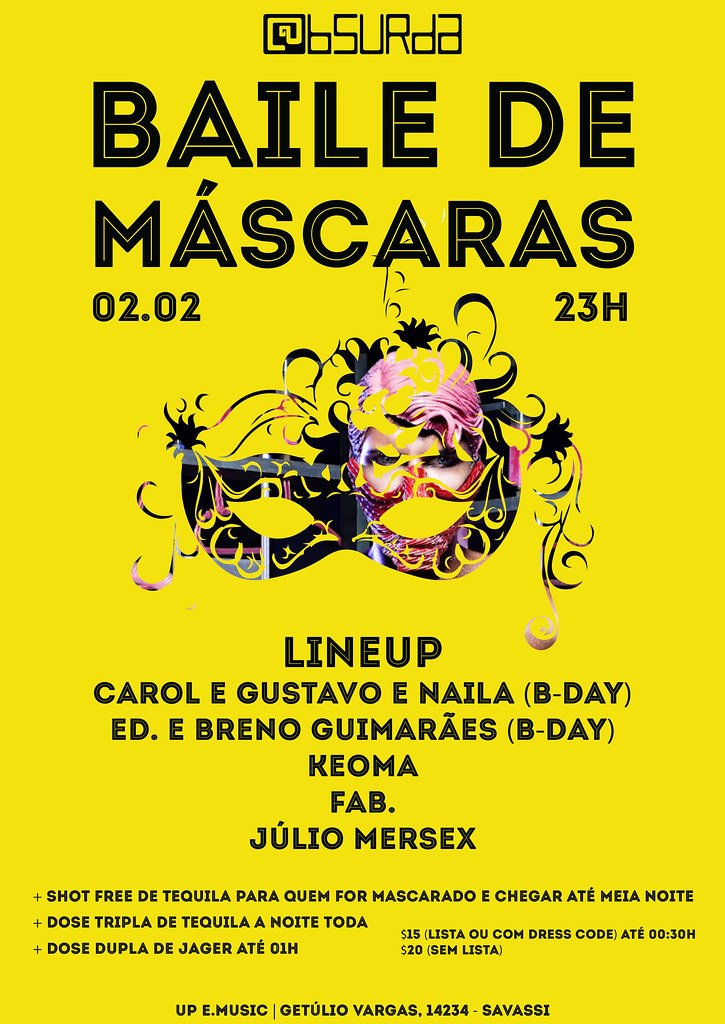 @bsurda
BAILE DE
MÁSCARAS
02.02
23H
LINEUP
CAROL E GUSTAVO E NAILA (B-DAY)
ED. E BRENO GUIMARÃES (B-DAY)
KEOMA
FAB.
JÚLIO MERSEX
+ SHOT FREE DE TEQUILA PARA QUEM FOR MASCARADO E CHEGAR ATÉ MEIA NOITE
+ DOSE TRIPLA DE TEQUILA A NOITE TODA
+ DOSE DUPLA DE JAGER ATÉ 01H
$15 (LISTA OU COM DRESS CODE) ATÉ 00:30H
$20 (SEM LISTA)
UP E.MUSIC | GETÚLIO VARGAS, 14234 - SAVASSI